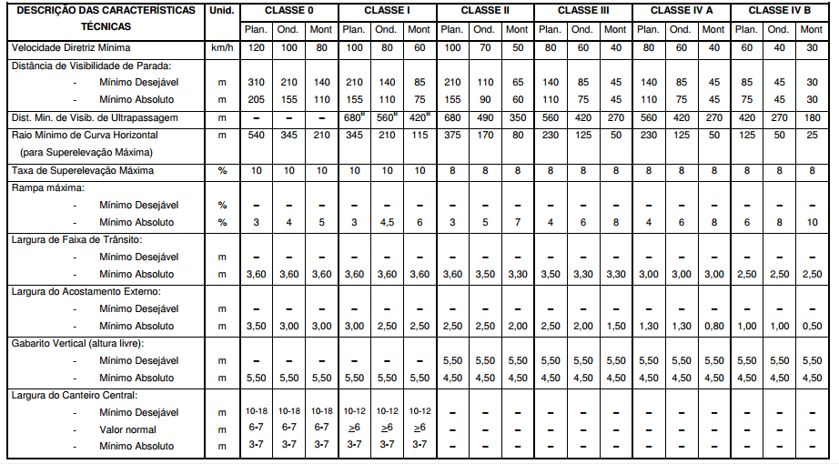 DESCRIÇÃO DAS CARACTERÍSTICAS TÉCNICAS Unid. CLASSE 0 CLASSE I CLASSE II CLASSE III CLASSE IV A CLASSE IV B
Plan. Ond. Mont Plan. Ond. Mont Plan. Ond. Mont Plan. Ond. Mont Plan. Ond. Mont Plan. Ond. Mont
Velocidade Diretriz Mínima km/h 120 100 80 100 80 60 100 70 50 80 60 40 80 60 40 60 40 30
Distância de Visibilidade de Parada:
- Mínimo Desejável m 310 210 140 210 140 85 210 110 65 140 85 45 140 85 45 85 45 30
- Mínimo Absoluto m 205 155 110 155 110 75 155 90 60 110 75 45 110 75 45 75 45 30
Dist. Min. de Visib. de Ultrapassagem m – – – 680B 560B 420B 680 490 350 560 420 270 560 420 270 420 270 180
Raio Mínimo de Curva Horizontal m 540 345 210 345 210 115 375 170 80 230 125 50 230 125 50 125 50 25
(para Superelevação Máxima)
Taxa de Superelevação Maxima % 10 10 10 10 10 10 8 8 8 8 8 8 8 8 8 8 8 8
Rampa máxima:
- Mínimo Desejável % – – – – – – – – – – – – – – – – – –
- Mínimo Absoluto % 3 4 5 3 4,5 6 3 5 7 4 6 8 4 6 8 6 8 10
Largura de Faixa de Trânsito:
- Mínimo Desejável m – – – – – – – – – – – – – – – – – –
- Mínimo Absoluto m 3,60 3,60 3,60 3,60 3,60 3,60 3,60 3,50 3,30 3,50 3,30 3,30 3,00 3,00 3,00 2,50 2,50 2,50
Largura do Acostamento Externo:
- Mínimo Desejável m – – – – – – – – – – – – – – – – – –
- Mínimo Absoluto m 3,50 3,00 3,00 3,00 2,50 2,50 2,50 2,50 2,00 2,50 2,00 1,50 1,30 1,30 0,80 1,00 1,00 0,50
Gabarito Vertical (altura livre):
- Mínimo Desejável m – – – – – – 5,50 5,50 5,50 5,50 5,50 5,50 5,50 5,50 5,50 5,50 5,50 5,50
- Mínimo Absoluto m 5,50 5,50 5,50 5,50 5,50 5,50 4,50 4,50 4,50 4,50 4,50 4,50 4,50 4,50 4,50 4,50 4,50 4,50
Largura do Canteiro Central:
- Mínimo Desejável m 10-18 10-18 10-18 10-12 10-12 10-12 – – – – – – – – – – – –
- Valor normal m 6-7 6-7 6-7 ≥6 ≥6 ≥6 – – – – – – – – – – – –
- Mínimo Absoluto m 3-7 3-7 3-7 3-7 3-7 3-7 – – – – – – – – – – – –